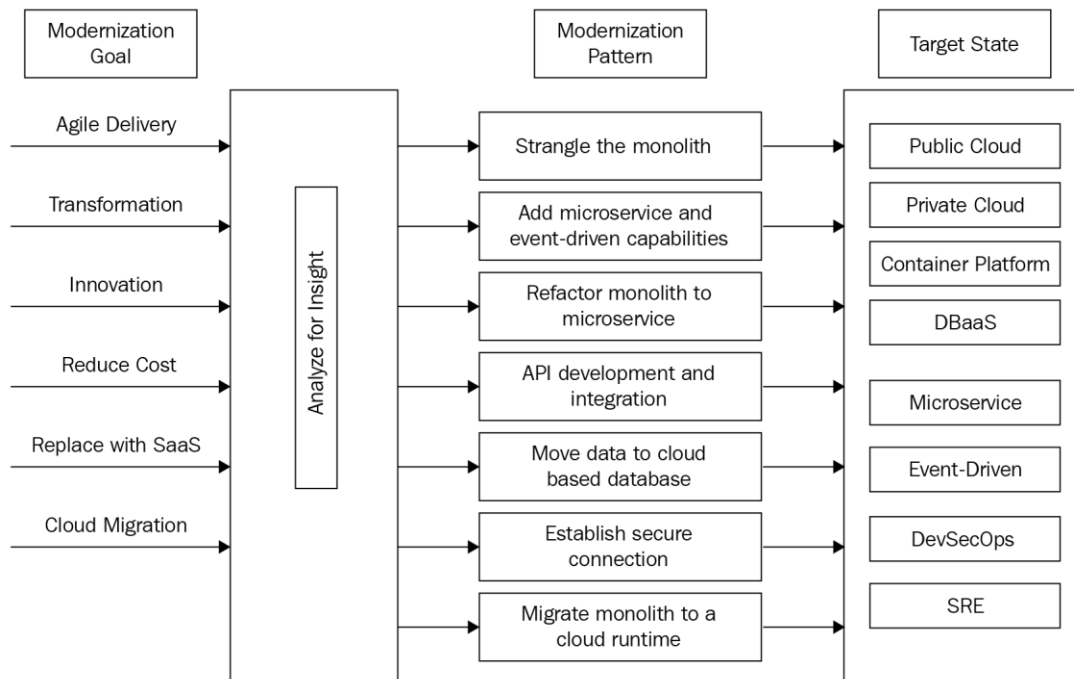 Modernization
Goal
Modernization
Pattern
Target State
Agile Delivery
Transformation
Innovation
Reduce Cost
Replace with SaaS
Cloud Migration
Analyze for Insight
Strangle the monolith
Add microservice and
event-driven capabilities
Refactor monolith to
microservice
API development and
integration
Move data to cloud
based database
Establish secure
connection
Migrate monolith to a
cloud runtime
Public Cloud
Private Cloud
Container Platform
DBaaS
Microservice
Event-Driven
DevSecOps
SRE